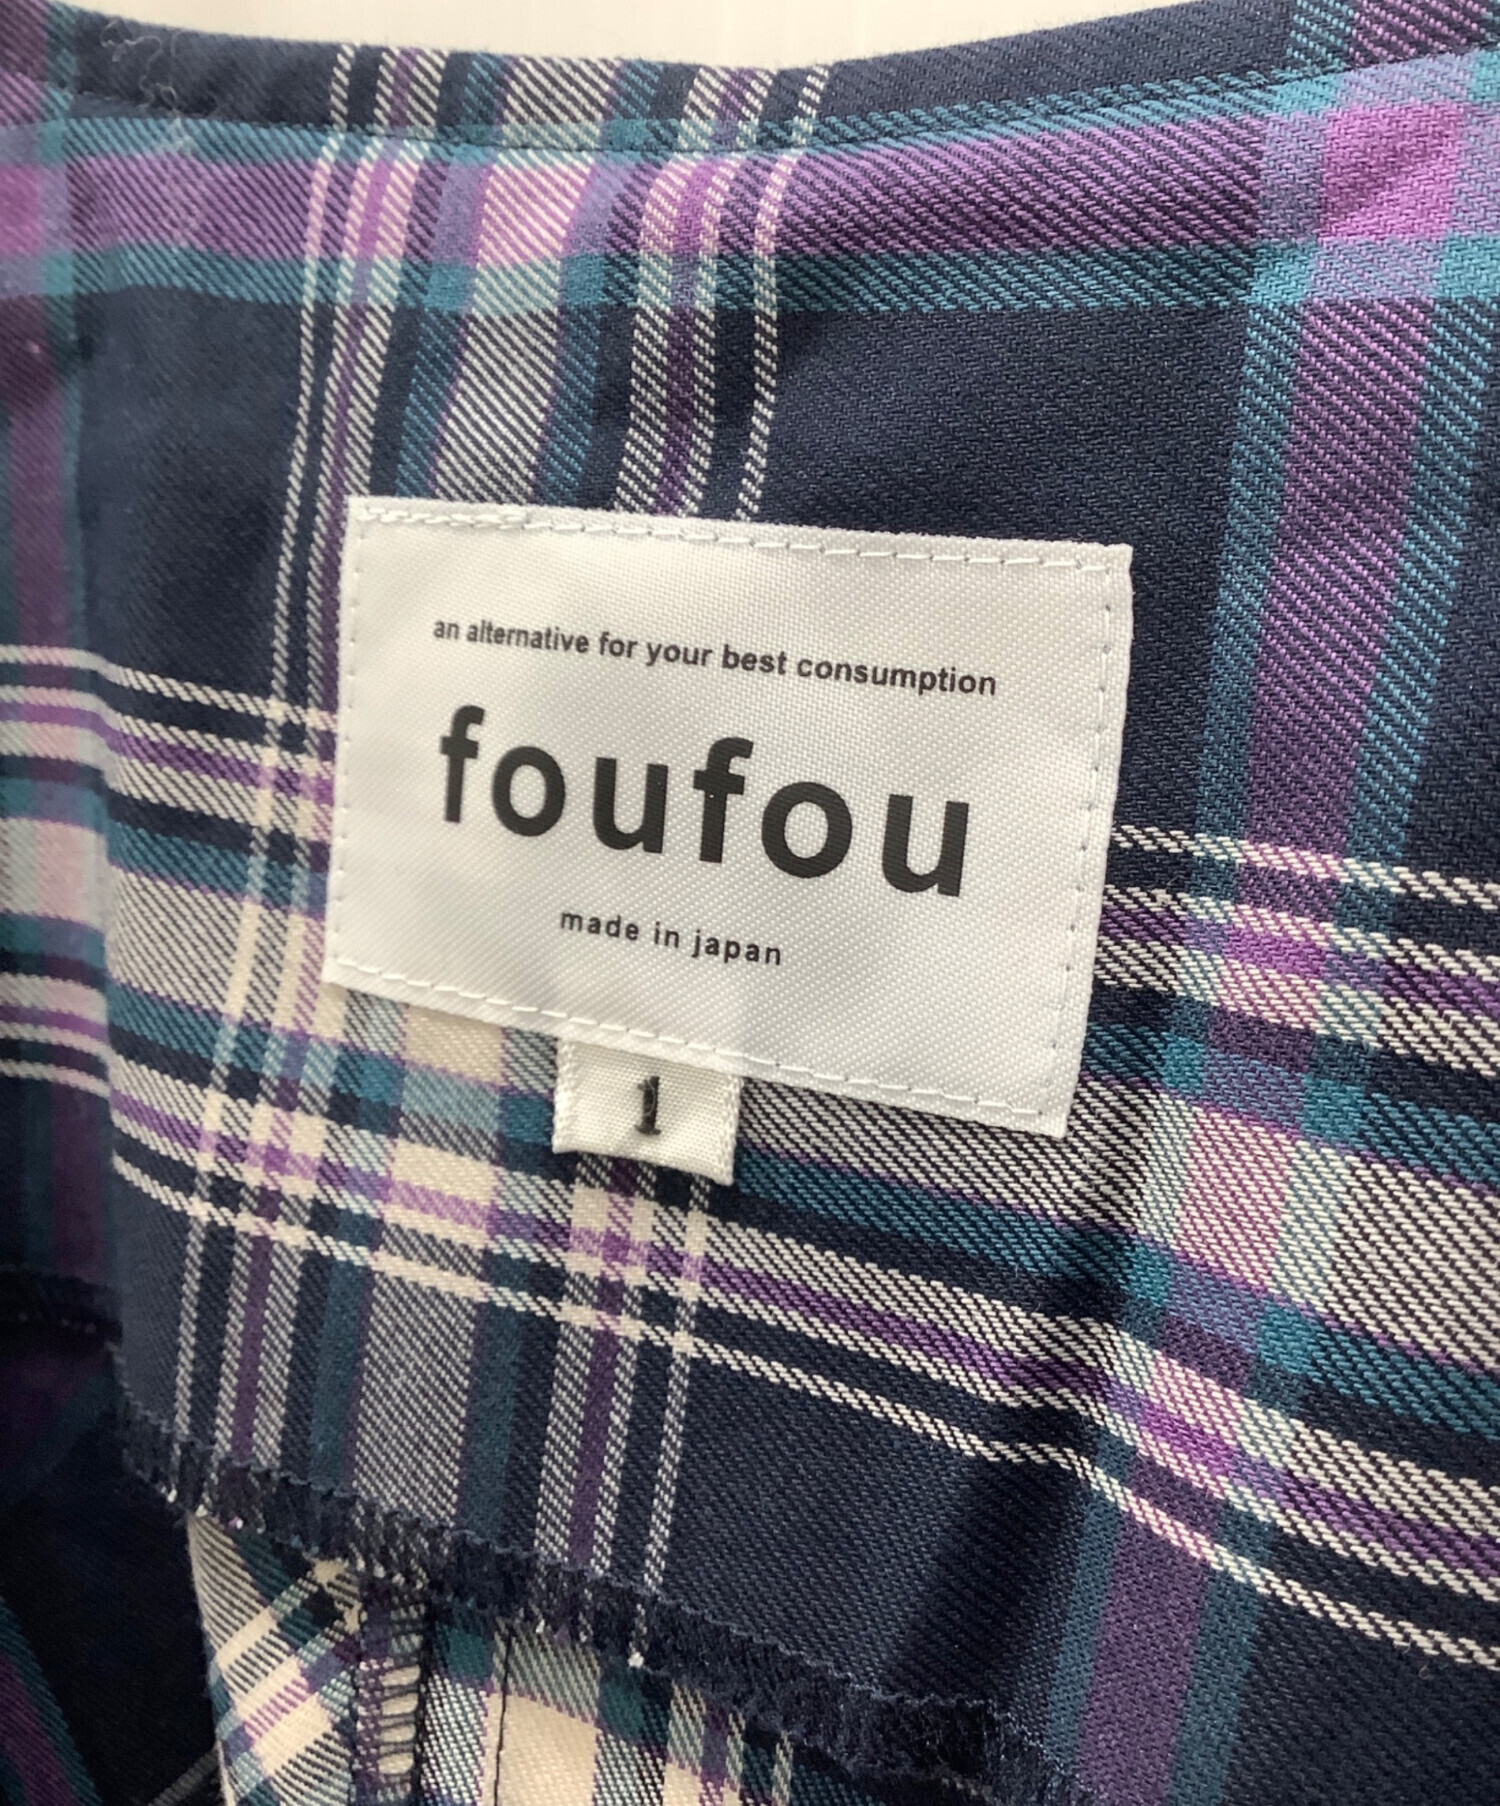 an alternative for your best consumption
foufou
made in japan
1